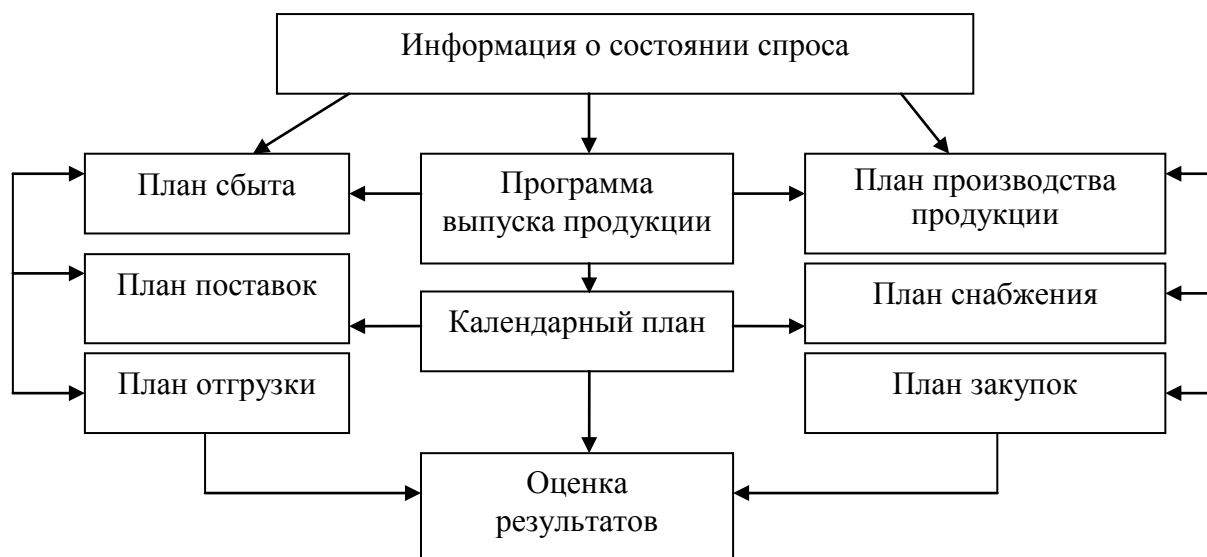 Информация о состоянии спроса
План сбыта
Программа
выпуска продукции
План производства
продукции
План поставок
Календарный план
План снабжения
План отгрузки
План закупок
Оценка
результатов